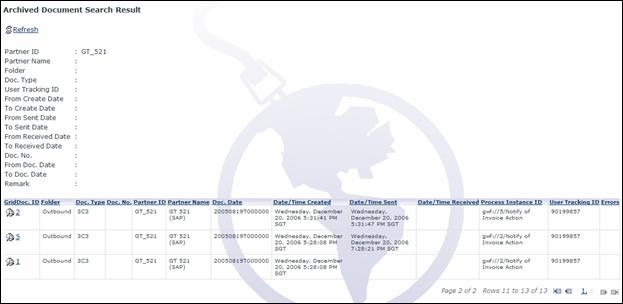 Archived Document Search Result
Refresh
Partner ID : GT_521
Partner Name :
Folder :
Doc. Type :
User Tracking ID :
From Create Date :
To Create Date :
From Sent Date :
To Sent Date :
From Received Date :
To Received Date :
Doc. No. :
From Doc. Date :
To Doc. Date :
Remark :
GridDoc. ID Folder Doc. Type Doc. No. Partner ID Partner Name Doc. Date Date/Time Created Date/Time Sent Date/Time Received Process Instance ID User Tracking ID Errors
2 Outbound 3C3 GT_521 GT 521 20050819T000000 Wednesday, December Wednesday, gwf://5/Notify of 90199857
(SAP) 20, 2006 5:31:41 PM December 20, 2006 Invoice Action
SGT 5:31:47 PM SGT
5 Outbound 3C3 GT_521 GT 521 20050819T000000 Wednesday, December Wednesday, gwf://2/Notify of 90199857
(SAP) 20, 2006 5:28:08 PM December 20, 2006 Invoice Action
SGT 7:28:21 PM SGT
1 Outbound 3C3 GT_521 GT 521 20050819T000000 Wednesday, December gwf://2/Notify of 90199857
(SAP) 20, 2006 5:28:08 PM Invoice Action
SGT
Page 2 of 2 Rows 11 to 13 of 13 1